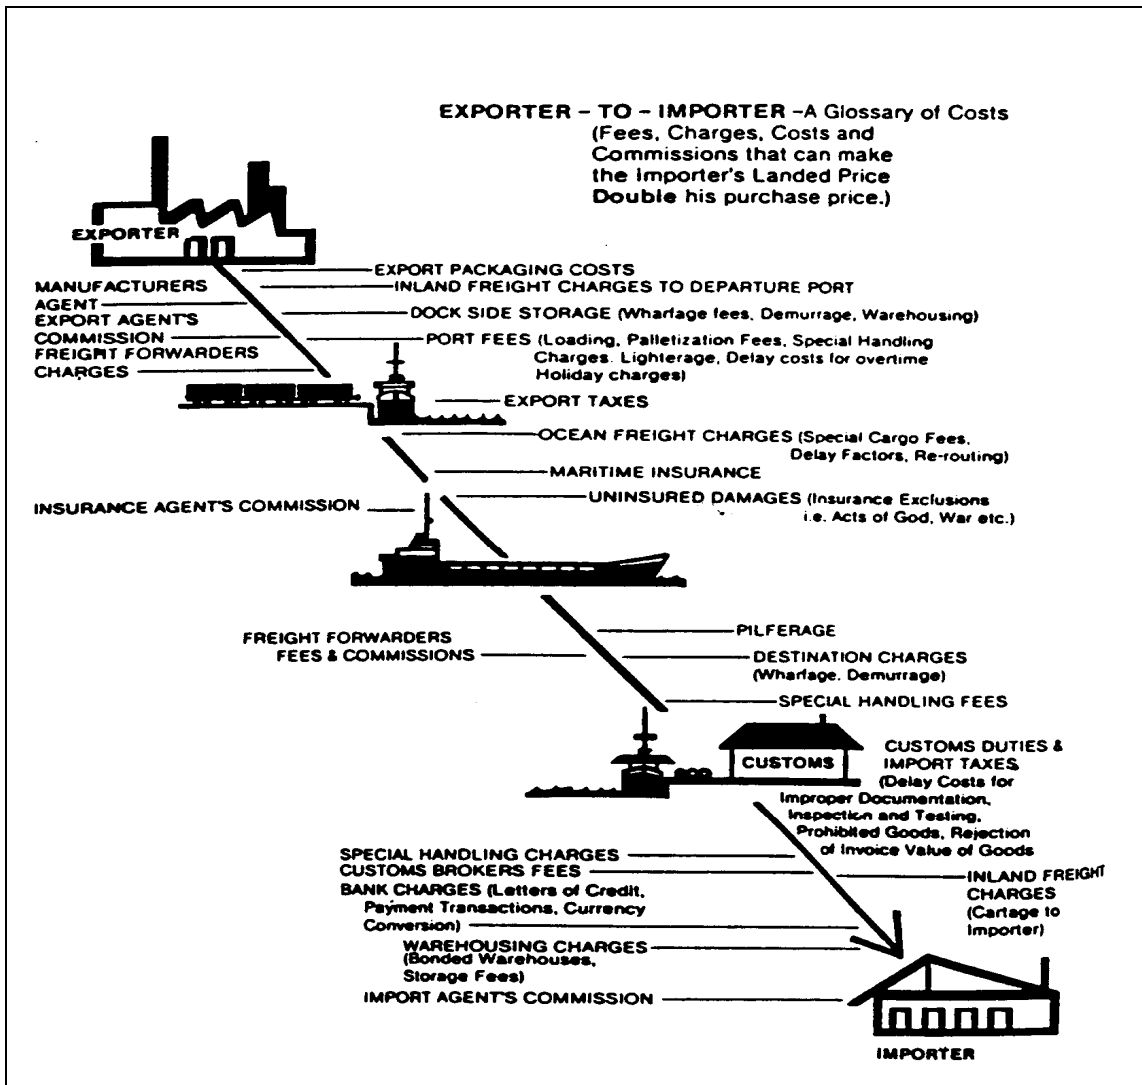 EXPORTER – TO – IMPORTER –A Glossary of Costs
(Fees, Charges, Costs and
Commissions that can make
the Importer's Landed Price
Double his purchase price.)
EXPORTER
EXPORT PACKAGING COSTS
INLAND FREIGHT CHARGES TO DEPARTURE PORT
MANUFACTURERS
AGENT
DOCK SIDE STORAGE (Wharfage fees, Demurrage, Warehousing)
EXPORT AGENT'S
COMMISSION
PORT FEES (Loading, Palletization Fees, Special Handling
Charges. Lighterage, Delay costs for overtime
Holiday charges)
FREIGHT FORWARDERS
CHARGES
EXPORT TAXES
OCEAN FREIGHT CHARGES (Special Cargo Fees,
Delay Factors, Re-routing)
MARITIME INSURANCE
UNINSURED DAMAGES (Insurance Exclusions
i.e. Acts of God, War etc.)
INSURANCE AGENT'S COMMISSION
PILFERAGE
FREIGHT FORWARDERS
FEES & COMMISSIONS
DESTINATION CHARGES
(Wharfage, Demurrage)
SPECIAL HANDLING FEES
CUSTOMS
CUSTOMS DUTIES &
IMPORT TAXES
(Delay Costs for
Improper Documentation,
Inspection and Testing,
Prohibited Goods, Rejection
of Invoice Value of Goods
SPECIAL HANDLING CHARGES
CUSTOMS BROKERS FEES
INLAND FREIGHT
CHARGES
(Cartage to
Importer)
BANK CHARGES (Letters of Credit,
Payment Transactions, Currency
Conversion)
WAREHOUSING CHARGES
(Bonded Warehouses,
Storage Fees)
IMPORT AGENT'S COMMISSION
IMPORTER